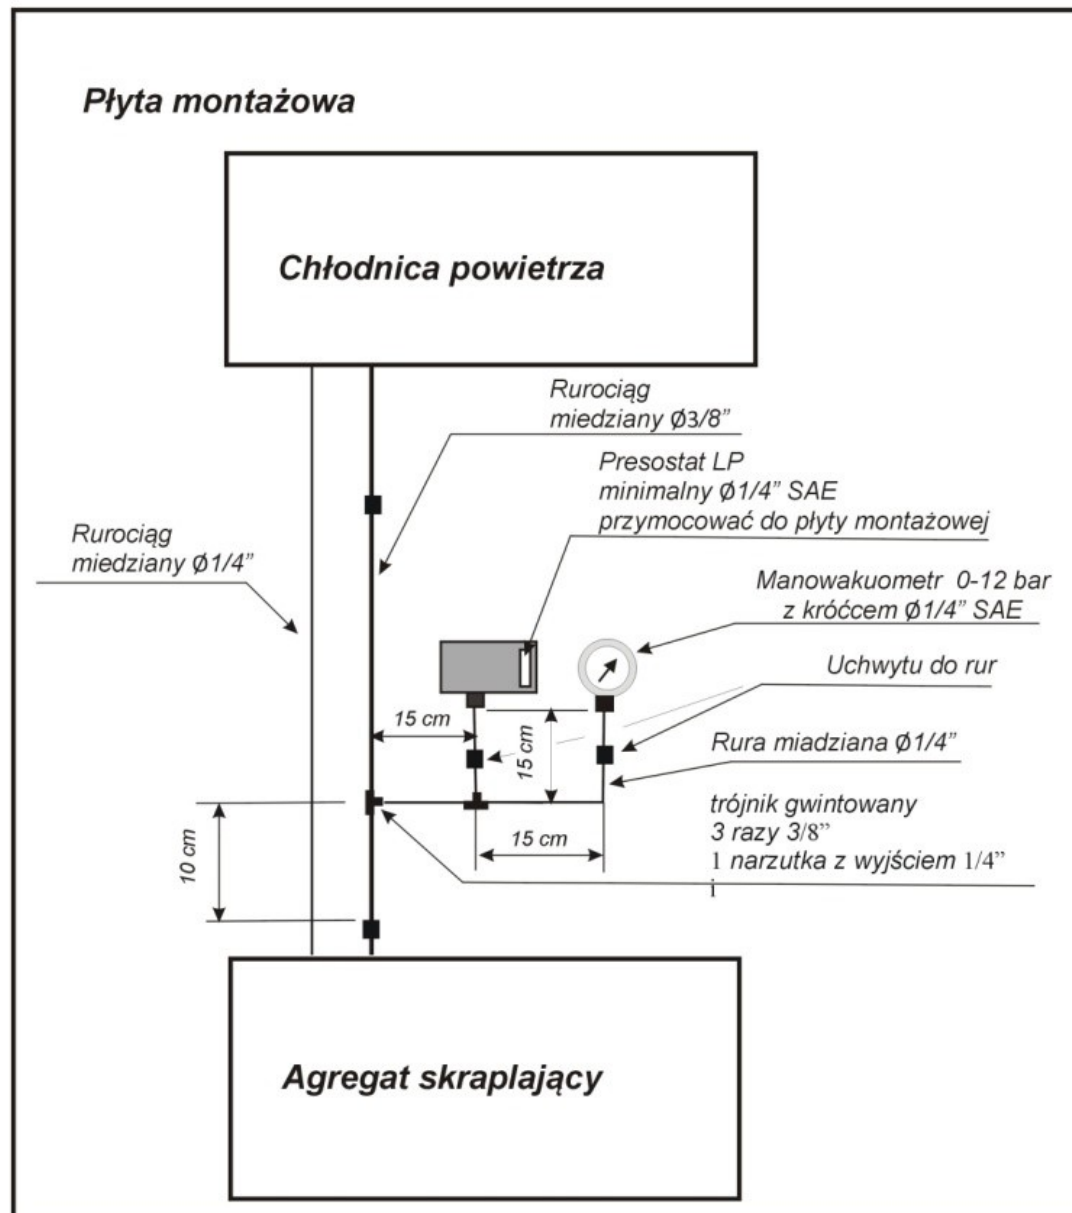 Płyta montażowa
Chłodnica powietrza
Rurociąg
miedziany Ø3/8”
Presostat LP
minimalny Ø1/4” SAE
przymocować do płyty montażowej
Rurociąg
miedziany Ø1/4”
Manowakuometr 0-12 bar
z króćcem Ø1/4” SAE
Uchwytu do rur
15 cm
15 cm
Rura miadziana Ø1/4”
trójnik gwintowany
3 razy 3/8”
1 narzutka z wyjściem 1/4”
i
15 cm
10 cm
Agregat skraplający